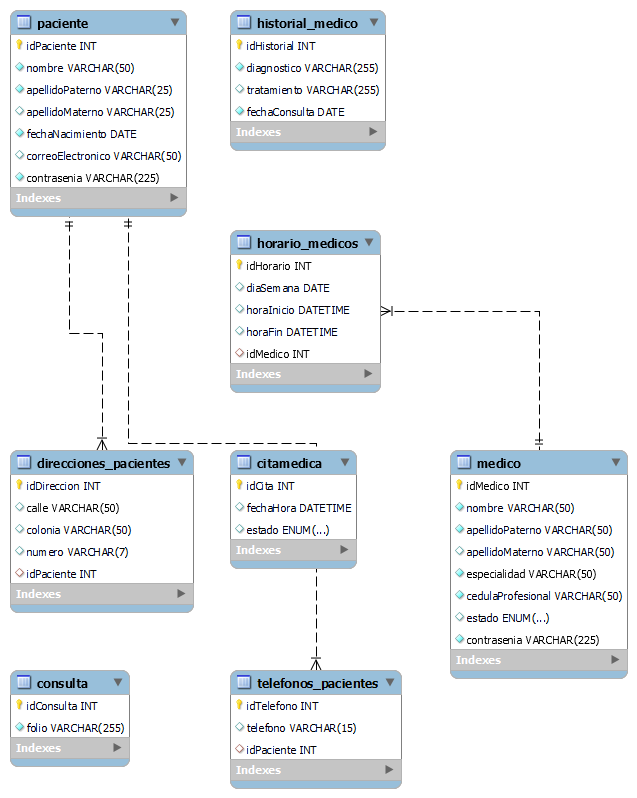 paciente
idPaciente INT
nombre VARCHAR(50)
apellidoPaterno VARCHAR(25)
apellidoMaterno VARCHAR(25)
fechaNacimiento DATE
correoElectronico VARCHAR(50)
contrasenia VARCHAR(225)
Indexes
historial_medico
idHistorial INT
diagnostico VARCHAR(255)
tratamiento VARCHAR(255)
fechaConsulta DATE
Indexes
horario_medicos
idHorario INT
diaSemana DATE
horaInicio DATETIME
horaFin DATETIME
idMedico INT
Indexes
direcciones_pacientes
idDireccion INT
calle VARCHAR(50)
colonia VARCHAR(50)
numero VARCHAR(7)
idPaciente INT
Indexes
citamedica
idCita INT
fechaHora DATETIME
estado ENUM(...)
Indexes
medico
idMedico INT
nombre VARCHAR(50)
apellidoPaterno VARCHAR(50)
apellidoMaterno VARCHAR(50)
especialidad VARCHAR(50)
cedulaProfesional VARCHAR(50)
estado ENUM(...)
contrasenia VARCHAR(225)
Indexes
consulta
idConsulta INT
folio VARCHAR(255)
Indexes
telefonos_pacientes
idTelefono INT
telefono VARCHAR(15)
idPaciente INT
Indexes